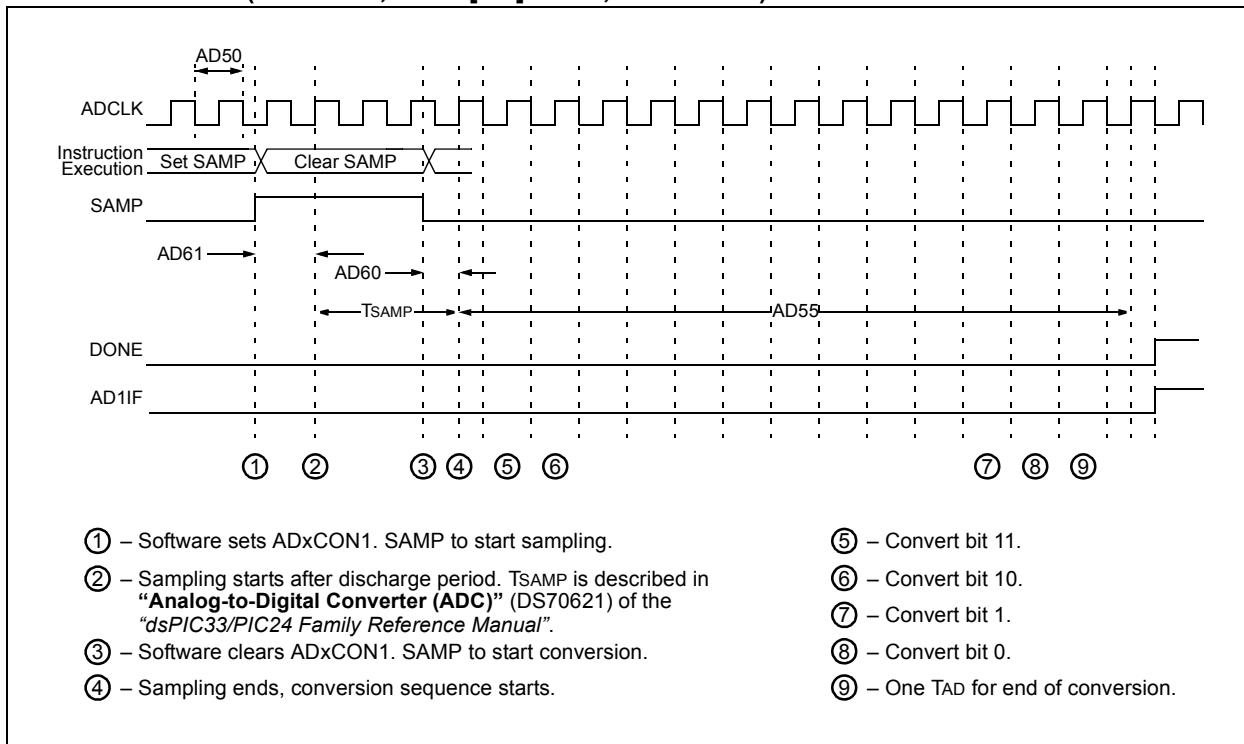 AD50
ADCLK
Instruction
Execution
Set SAMP
Clear SAMP
SAMP
AD61
AD60
TSAMP
AD55
DONE
AD1IF
1 2 3 4 5 6 7 8 9
1 – Software sets ADxCON1. SAMP to start sampling.
2 – Sampling starts after discharge period. TSAMP is described in
“Analog-to-Digital Converter (ADC)” (DS70621) of the
“dsPIC33/PIC24 Family Reference Manual”.
3 – Software clears ADxCON1. SAMP to start conversion.
4 – Sampling ends, conversion sequence starts.
5 – Convert bit 11.
6 – Convert bit 10.
7 – Convert bit 1.
8 – Convert bit 0.
9 – One TAD for end of conversion.